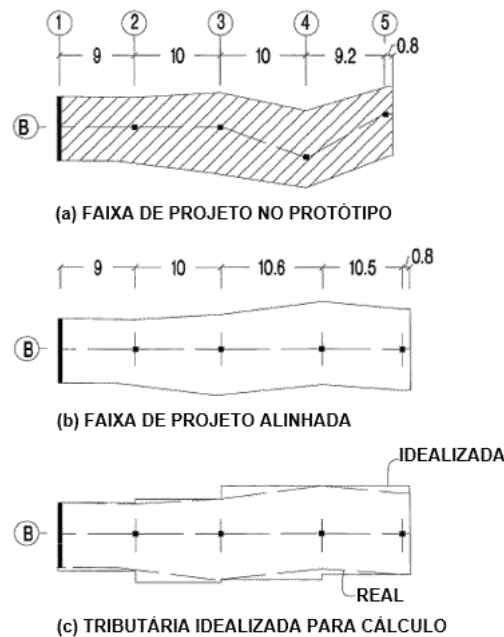 1 2 3 4 5
9 10 10 9.2 0.8
B
(a) FAIXA DE PROJETO NO PROTÓTIPO
9 10 10.6 10.5 0.8
B
(b) FAIXA DE PROJETO ALINHADA
IDEALIZADA
B
REAL
(c) TRIBUTÁRIA IDEALIZADA PARA CÁLCULO